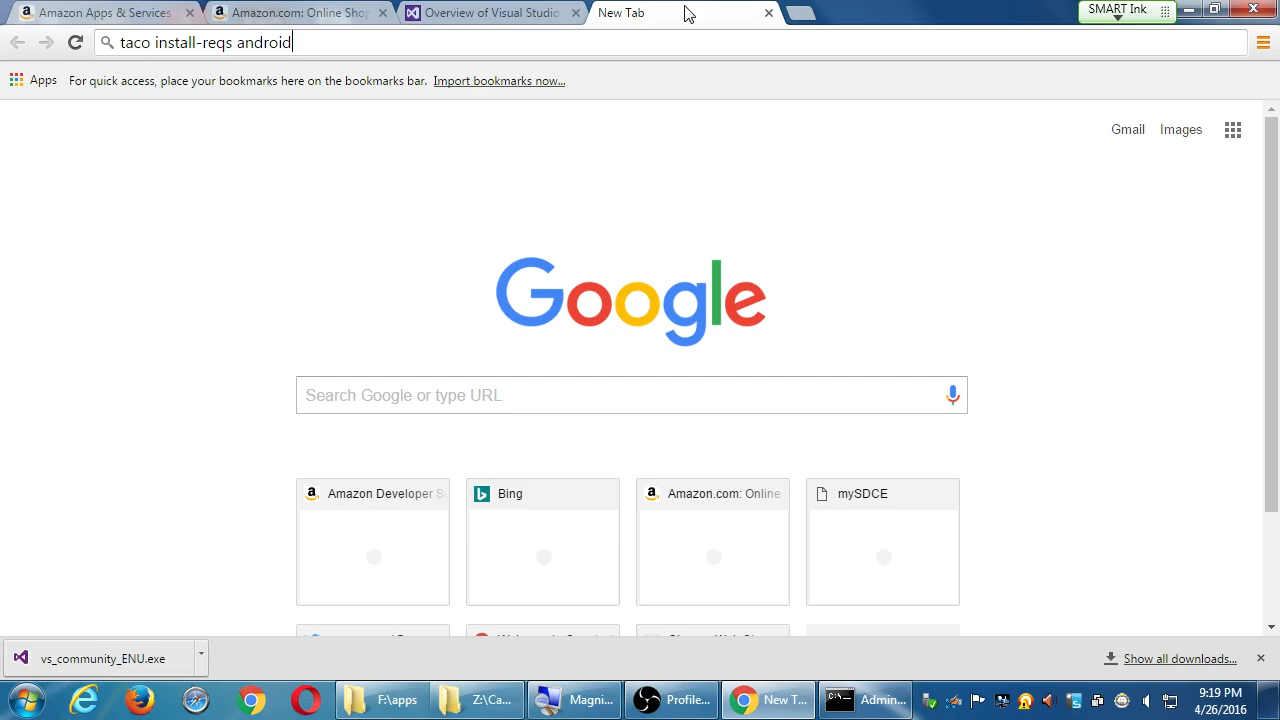 Amazon Apps & Services
Amazon.com: Online Shop
Overview of Visual Studio
New Tab
SMART Ink
taco install-reqs android
Apps
For quick access, place your bookmarks here on the bookmarks bar.
Import bookmarks now...
Gmail
Images
Google
Search Google or type URL
Amazon Developer S
Bing
Amazon.com: Online
mySDCE
vs_community_ENU.exe
Show all downloads...
F:\apps
Z:\Ca...
Magni...
Profile...
New T...
Admin...
9:19 PM
4/26/2016